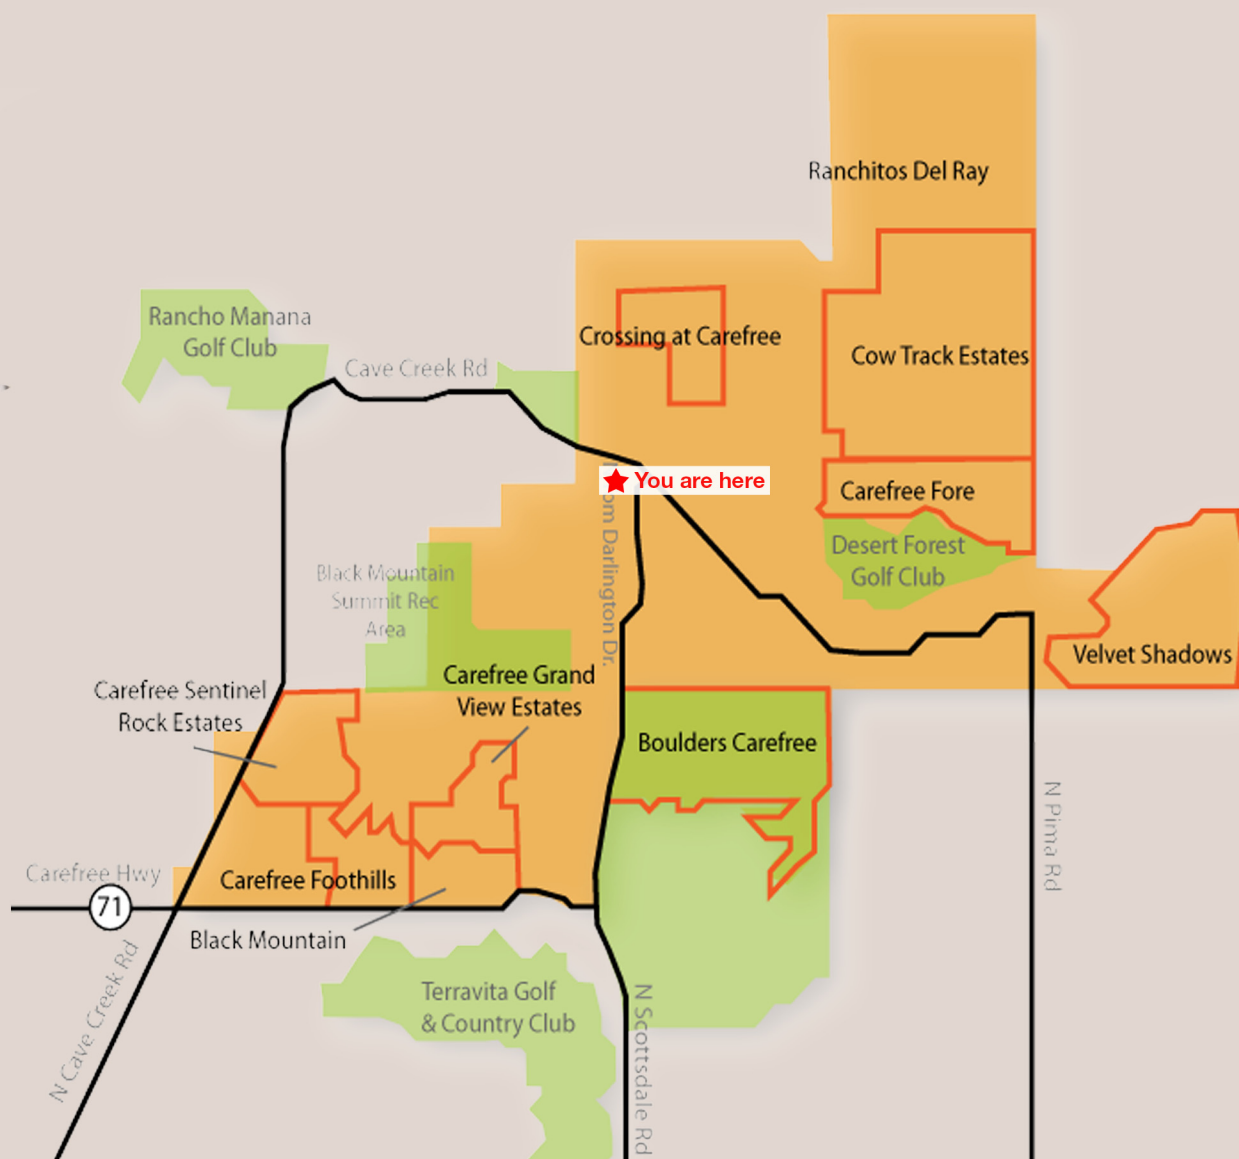 Ranchitos Del Ray
Rancho Manana
Golf Club
Crossing at Carefree
Cow Track Estates
Cave Creek Rd
You are here
Carefree Fore
Desert Forest
Golf Club
Tom Darlington Dr.
Black Mountain
Summit Rec
Area
Velvet Shadows
Carefree Sentinel
Rock Estates
Carefree Grand
View Estates
Boulders Carefree
N Pima Rd
Carefree Hwy
71
Carefree Foothills
Black Mountain
N Cave Creek Rd
Terravita Golf
& Country Club
N Scottsdale Rd